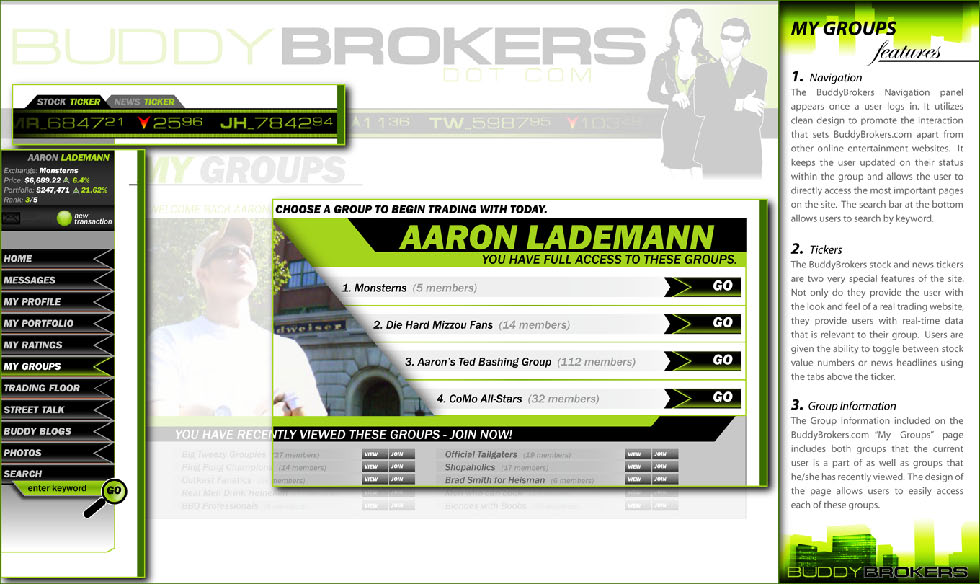 BUDDYBROKERS
DOT COM
STOCK TICKER NEWS TICKER
MR_684721 2596 JH_784294 1136 TW_598795
MY GROUPS
AARON LADEMANN
Exchange: Monsterns
Price: $6,689.22 6.4%
Portfolio: $247,471 21.62%
Rank: 3/5
new
transaction
HOME
MESSAGES
MY PROFILE
MY PORTFOLIO
MY RATINGS
MY GROUPS
TRADING FLOOR
STREET TALK
BUDDY BLOGS
PHOTOS
SEARCH
enter keyword GO
WELCOME BACK AARON
CHOOSE A GROUP TO BEGIN TRADING WITH TODAY.
AARON LADEMANN
YOU HAVE FULL ACCESS TO THESE GROUPS.
1. Monsterns (5 members) GO
2. Die Hard Mizzou Fans (14 members) GO
3. Aaron's Ted Bashing Group (112 members) GO
4. CoMo All-Stars (32 members) GO
YOU HAVE RECENTLY VIEWED THESE GROUPS - JOIN NOW!
Big Tweezy Groupies (27 members) VIEW JOIN Official Tailgaters (19 members) VIEW JOIN
Ring Pong Champions (14 members) VIEW JOIN Shopaholics (17 members) VIEW JOIN
Outkast Fanatics members) VIEW JOIN Brad Smith for Heisman (6 members) VIEW JOIN
Real Men Drink Heineken VIEW JOIN Men who can cook VIEW JOIN
BBQ Professionals VIEW JOIN Blondes with Boobs VIEW JOIN
MY GROUPS
features
1. Navigation
The BuddyBrokers Navigation panel
appears once a user logs in. It utilizes
clean design to promote the interaction
that sets BuddyBrokers.com apart from
other online entertainment websites. It
keeps the user updated on their status
within the group and allows the user to
directly access the most important pages
on the site. The search bar at the bottom
allows users to search by keyword.
2. Tickers
The BuddyBrokers stock and news tickers
are two very special features of the site.
Not only do they provide the user with
the look and feel of a real trading website,
they provide users with real-time data
that is relevant to their group. Users are
given the ability to toggle between stock
value numbers or news headlines using
the tabs above the ticker.
3. Group Information
The Group Information included on the
BuddyBrokers.com "My Groups" page
includes both groups that the current
user is a part of as well as groups that
he/she has recently viewed. The design of
the page allows users to easily access
each of these groups.
BUDDYBROKERS